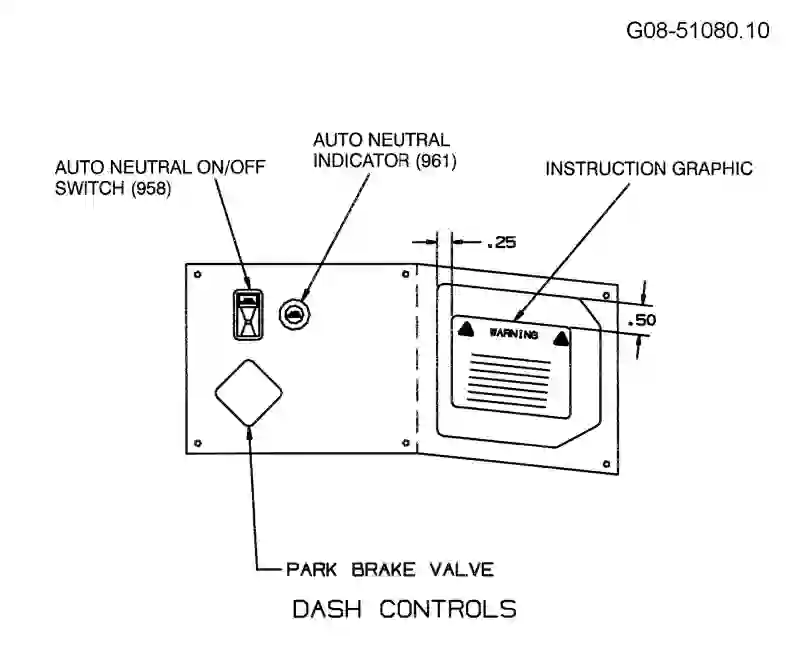 G08-51080.10
AUTO NEUTRAL
INDICATOR (961)
AUTO NEUTRAL ON/OFF
SWITCH (958)
INSTRUCTION GRAPHIC
.25
.50
WARNING
PARK BRAKE VALVE
DASH CONTROLS